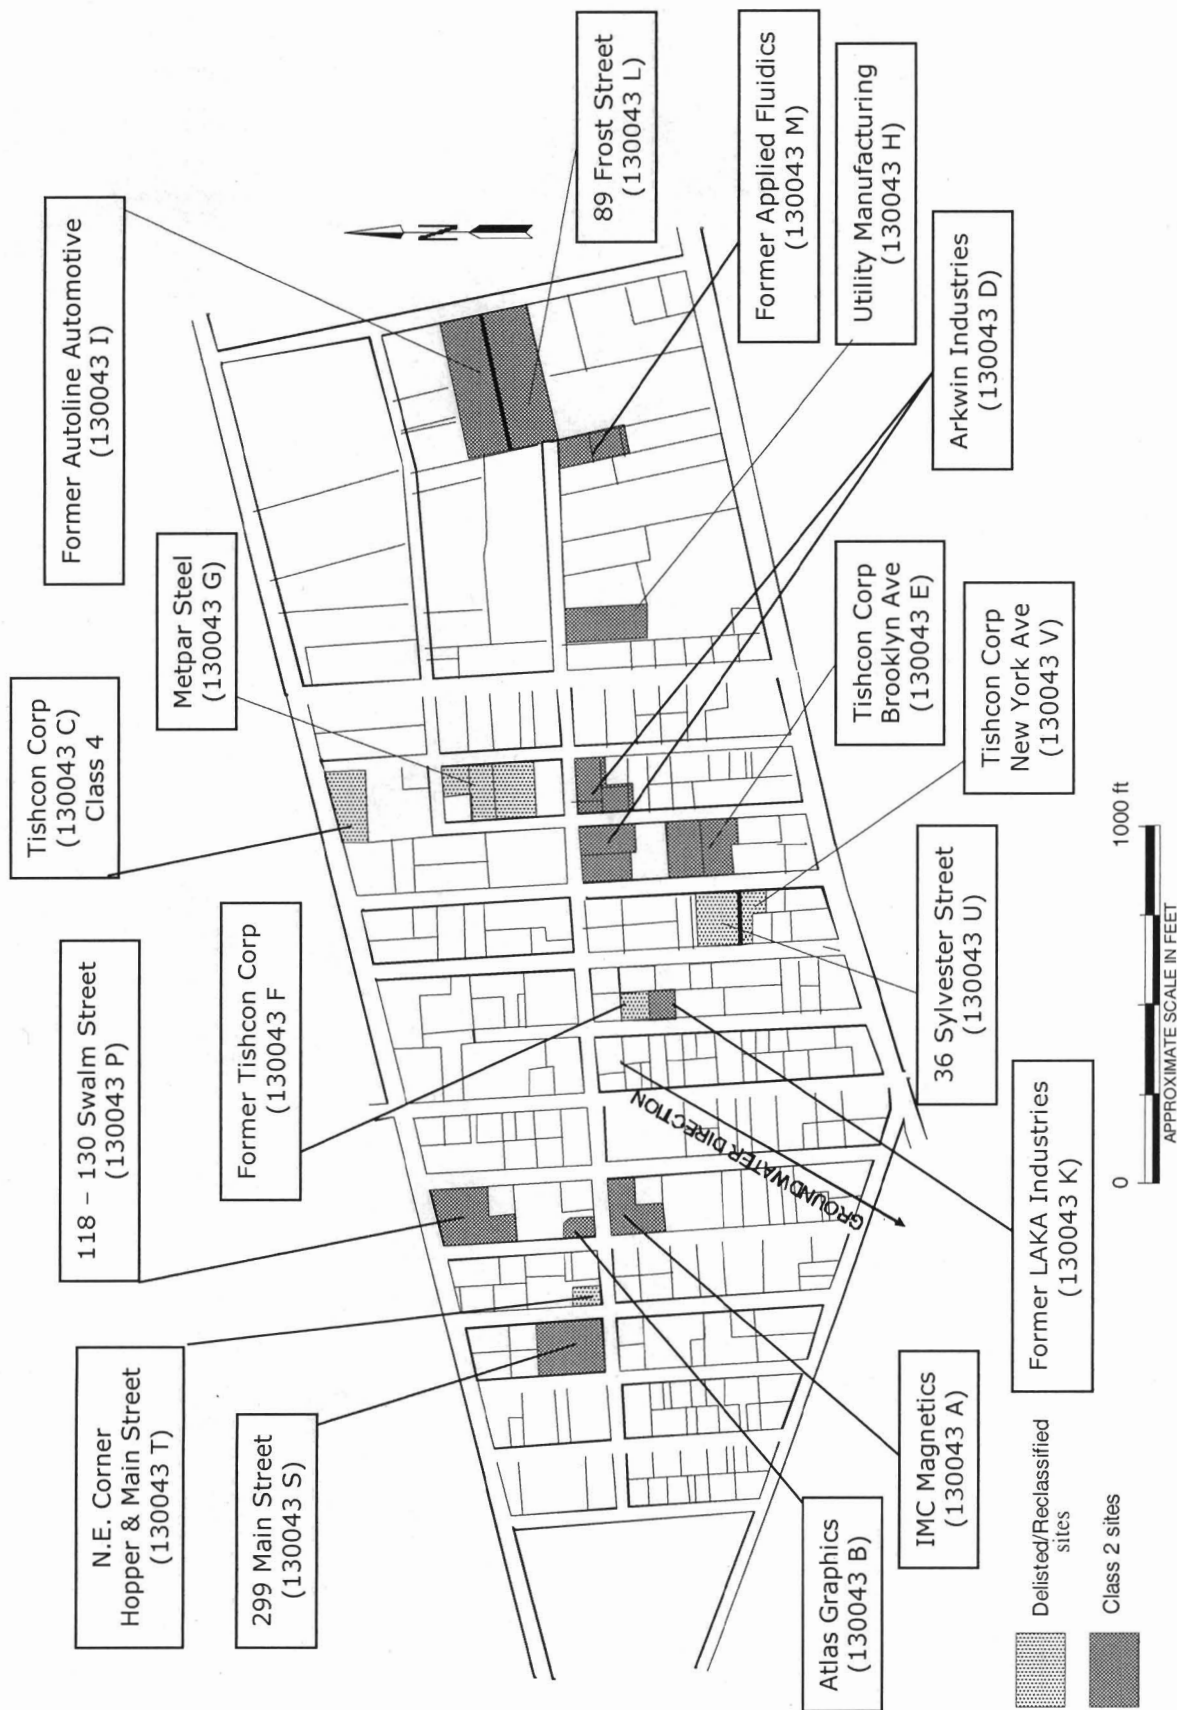 Tishcon Corp
(130043 C)
Class 4
Former Autoline Automotive
(130043 I)
Metpar Steel
(130043 G)
118 – 130 Swalm Street
(130043 P)
Former Tishcon Corp
(130043 F
N.E. Corner
Hopper & Main Street
(130043 T)
299 Main Street
(130043 S)
N
89 Frost Street
(130043 L)
Former Applied Fluidics
(130043 M)
Utility Manufacturing
(130043 H)
Arkwin Industries
(130043 D)
Tishcon Corp
Brooklyn Ave
(130043 E)
Tishcon Corp
New York Ave
(130043 V)
36 Sylvester Street
(130043 U)
Former LAKA Industries
(130043 K)
IMC Magnetics
(130043 A)
Atlas Graphics
(130043 B)
GROUNDWATER DIRECTION
Delisted/Reclassified
sites
Class 2 sites
0
1000 ft
APPROXIMATE SCALE IN FEET